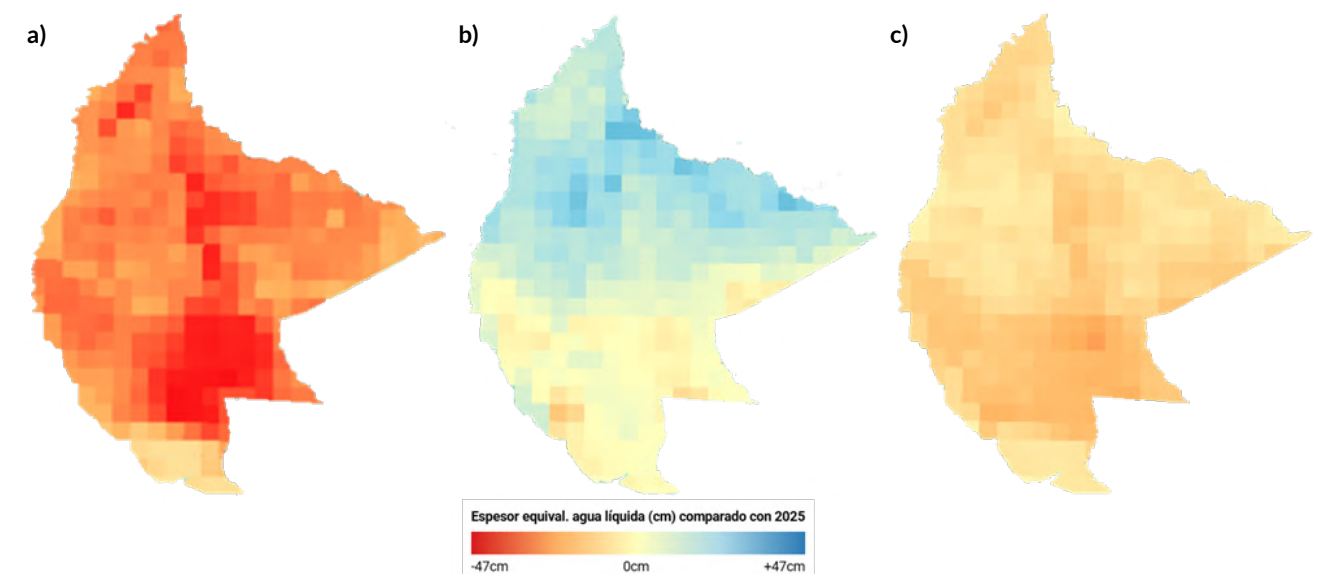 a)
b)
c)
Espesor equival. agua líquida (cm) comparado con 2025
-47cm
0cm
+47cm